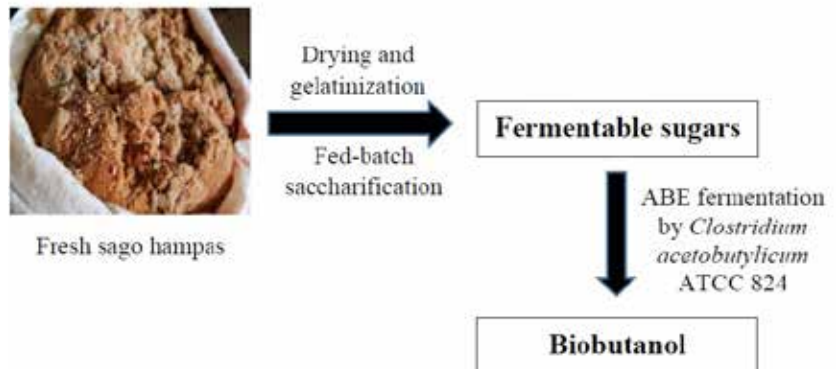 Drying and
gelatinization
Fed-batch
saccharification
Fresh sago hampas
Fermentable sugars
ABE fermentation
by Clostridium
acetobutylicum
ATCC 824
Biobutanol